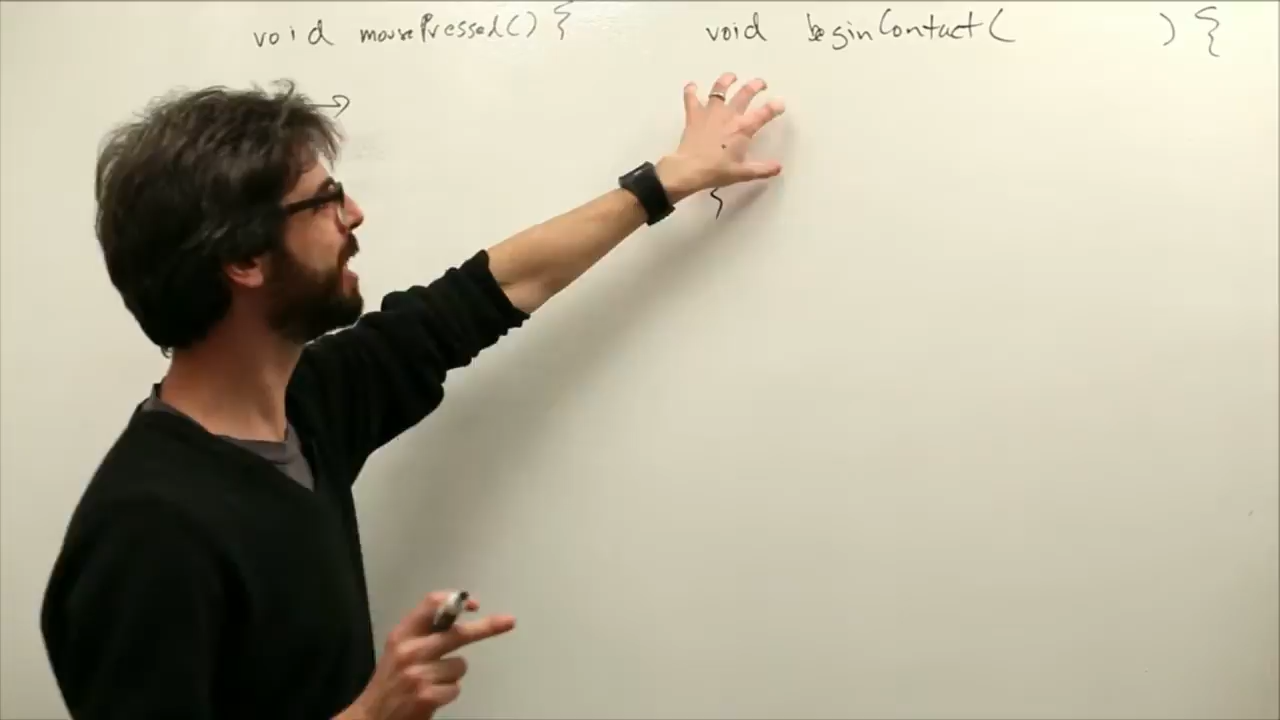 void mousePressed() {
void beginContact( ) {
}